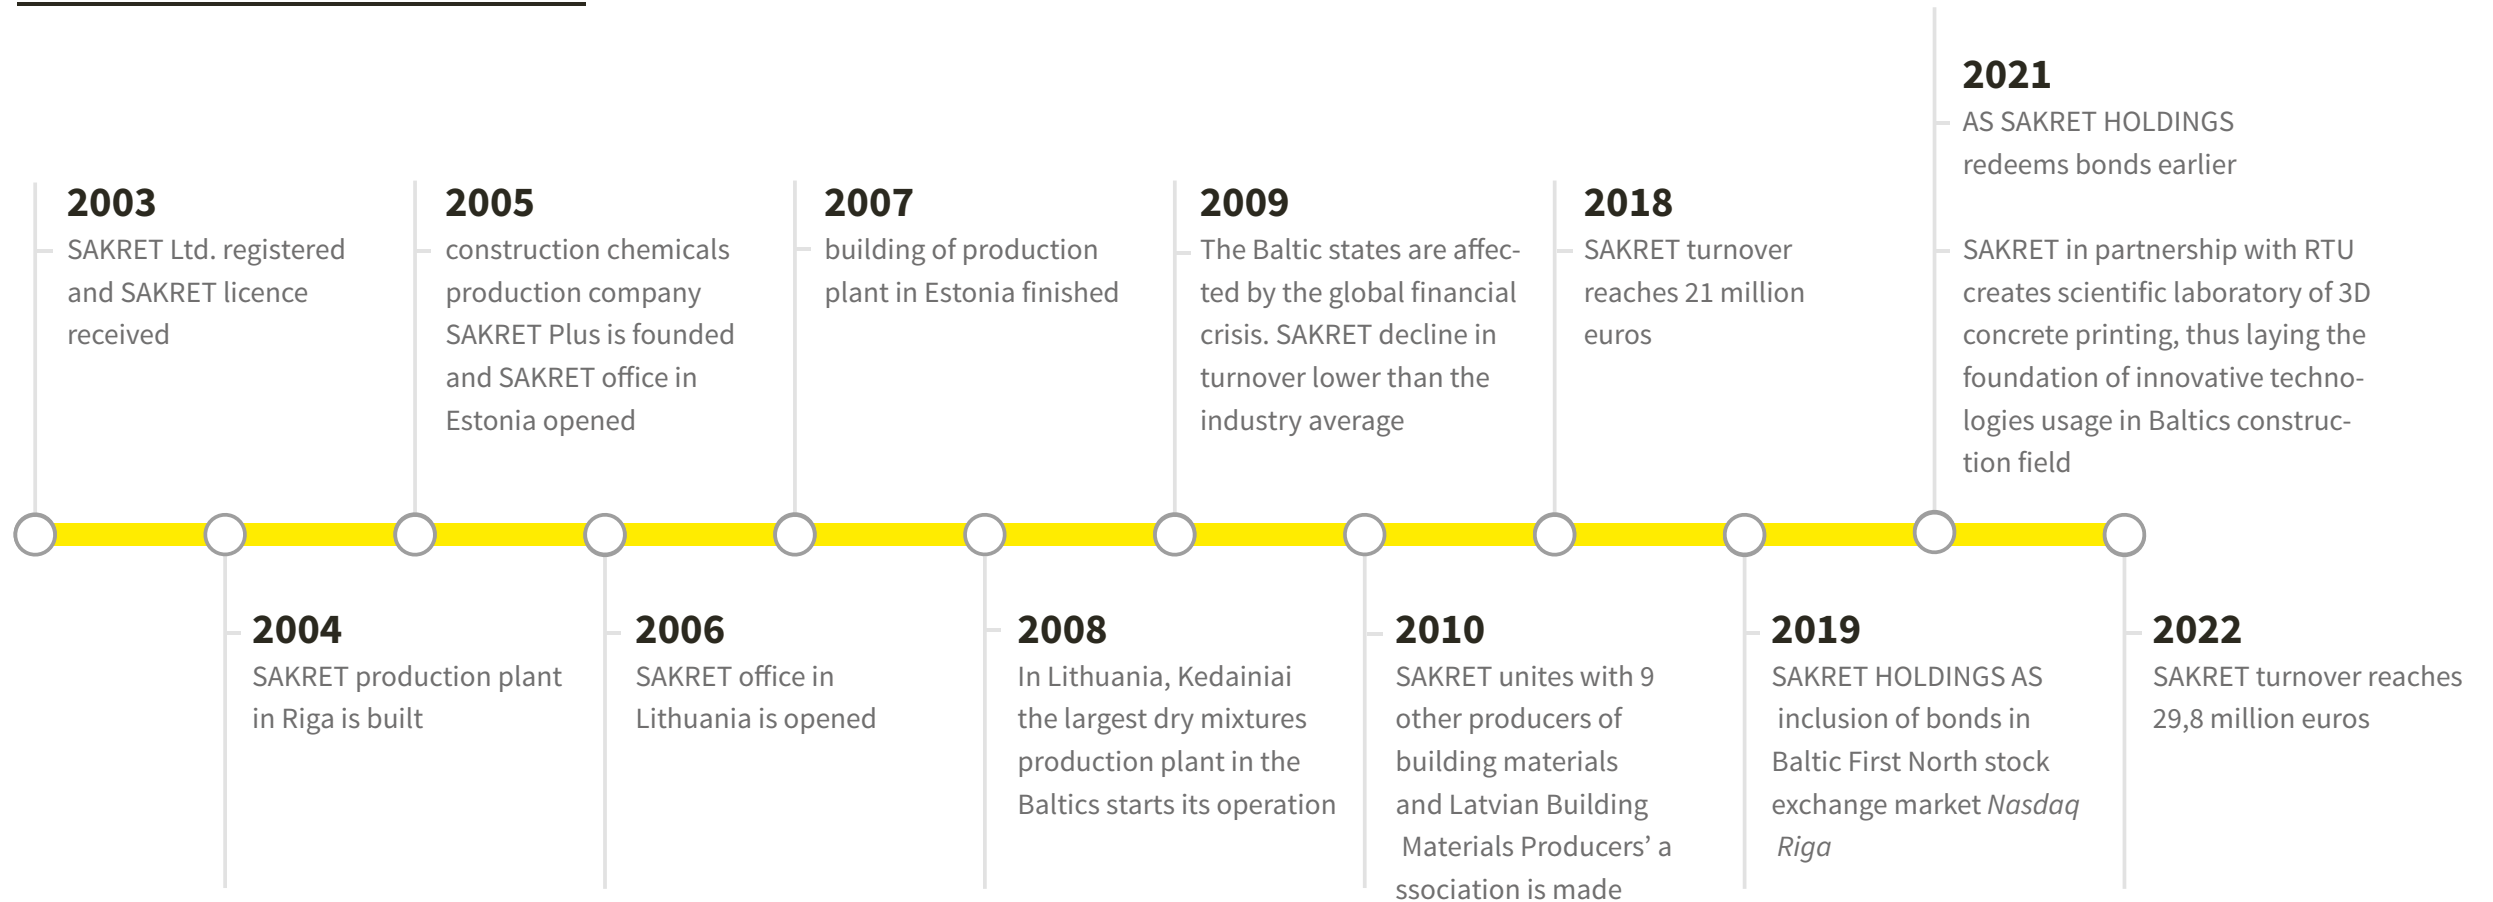 2003
SAKRET Ltd. registered
and SAKRET licence
received
2004
SAKRET production plant
in Riga is built
2005
construction chemicals
production company
SAKRET Plus is founded
and SAKRET office in
Estonia opened
2006
SAKRET office in
Lithuania is opened
2007
building of production
plant in Estonia finished
2008
In Lithuania, Kedainiai
the largest dry mixtures
production plant in the
Baltics starts its operation
2009
The Baltic states are affec-
ted by the global financial
crisis. SAKRET decline in
turnover lower than the
industry average
2010
SAKRET unites with 9
other producers of
building materials
and Latvian Building
Materials Producers’ a
ssociation is made
2018
SAKRET turnover
reaches 21 million
euros
2019
SAKRET HOLDINGS AS
inclusion of bonds in
Baltic First North stock
exchange market Nasdaq
Riga
2021
AS SAKRET HOLDINGS
redeems bonds earlier
SAKRET in partnership with RTU
creates scientific laboratory of 3D
concrete printing, thus laying the
foundation of innovative techno-
logies usage in Baltics construc-
tion field
2022
SAKRET turnover reaches
29,8 million euros